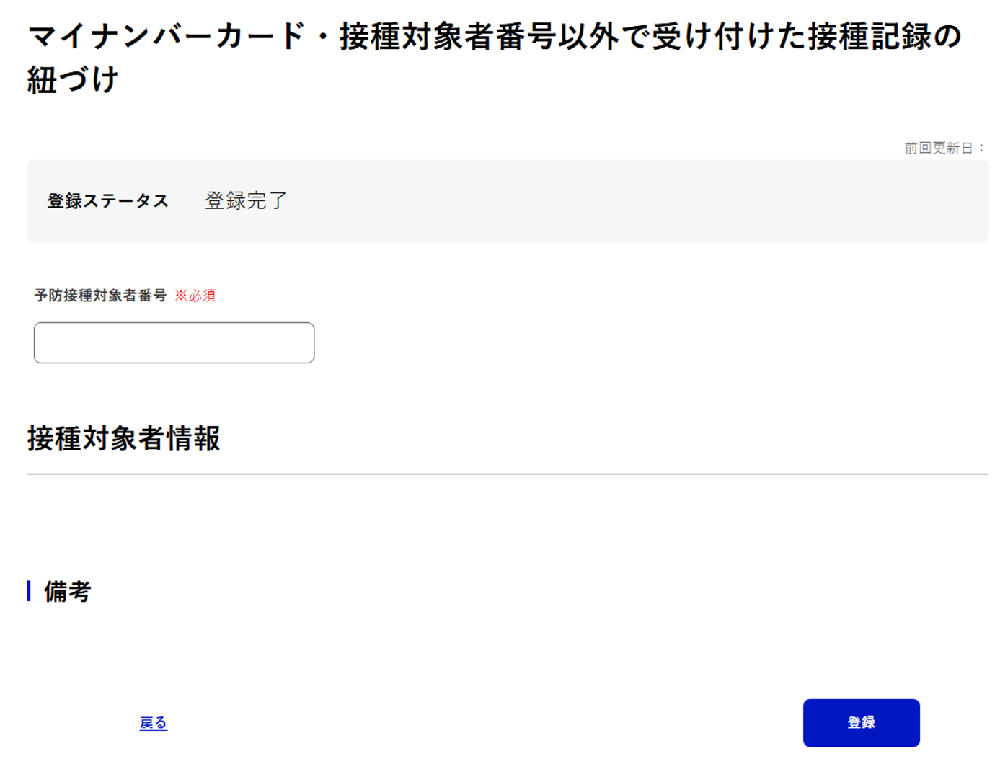 マイナンバーカード・接種対象者番号以外で受け付けた接種記録の
紐づけ
前回更新日：
登録ステータス 登録完了
予防接種対象者番号 ※必須
接種対象者情報
備考
戻る 登録